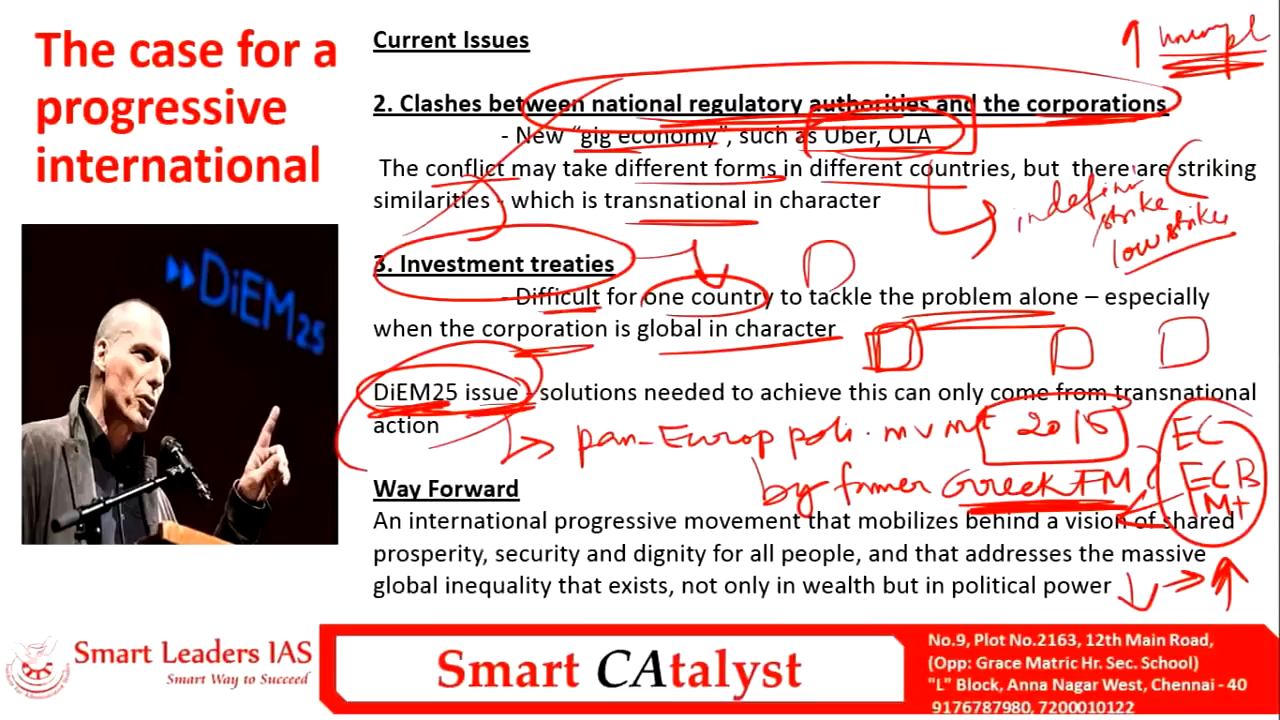 The case for a
progressive
international
DiEM25
Current Issues
2. Clashes between national regulatory authorities and the corporations
- New “gig economy”, such as Uber, OLA
The conflict may take different forms in different countries, but there are striking
similarities - which is transnational in character
3. Investment treaties
- Difficult for one country to tackle the problem alone – especially
when the corporation is global in character
DiEM25 issue - solutions needed to achieve this can only come from transnational
action
Way Forward
An international progressive movement that mobilizes behind a vision of shared
prosperity, security and dignity for all people, and that addresses the massive
global inequality that exists, not only in wealth but in political power
unempl
strike
low strikes
pan-Europ poli. mvmt
by former Greek FM
EC
ECB
Smart Leaders IAS
Smart Way to Succeed
Smart CAtalyst
No.9, Plot No.2163, 12th Main Road,
(Opp: Grace Matric Hr. Sec. School)
"L" Block, Anna Nagar West, Chennai - 40
9176787980, 7200010122